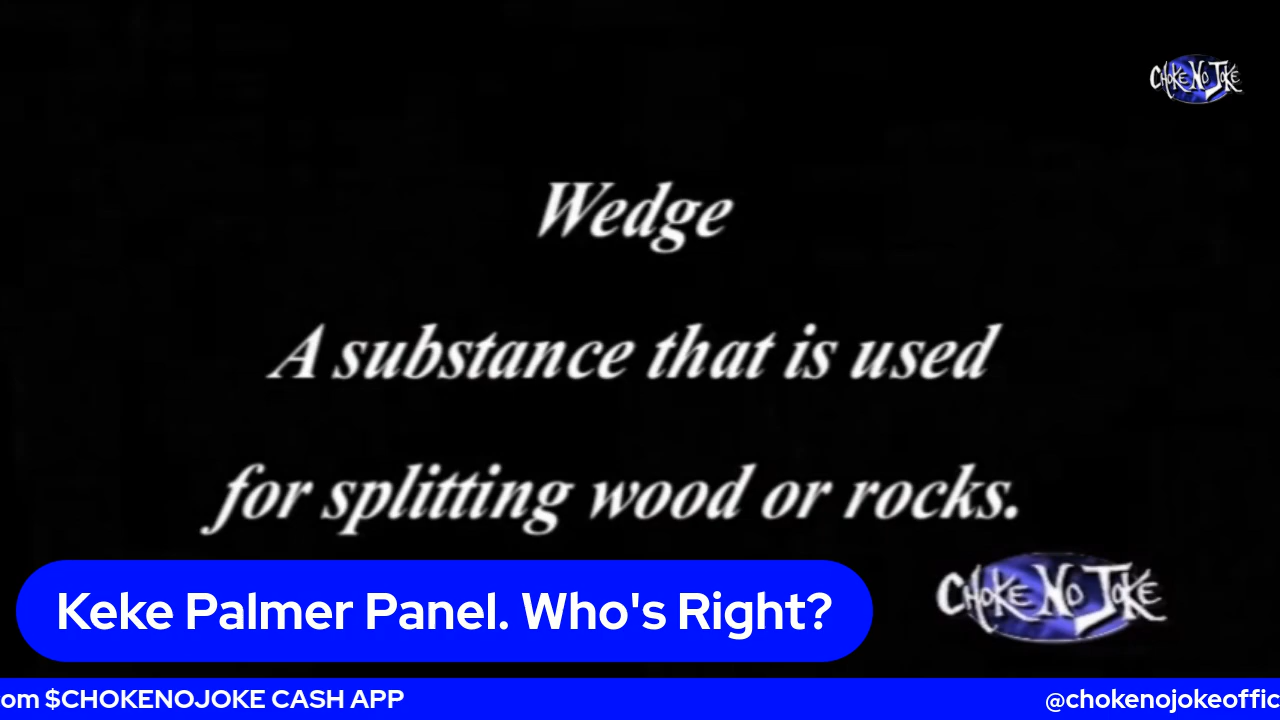 CHOKE NO JOKE
Wedge
A substance that is used
for splitting wood or rocks.
CHOKE NO JOKE
Keke Palmer Panel. Who's Right?
om $CHOKENOJOKE CASH APP
@chokenojokeoffic